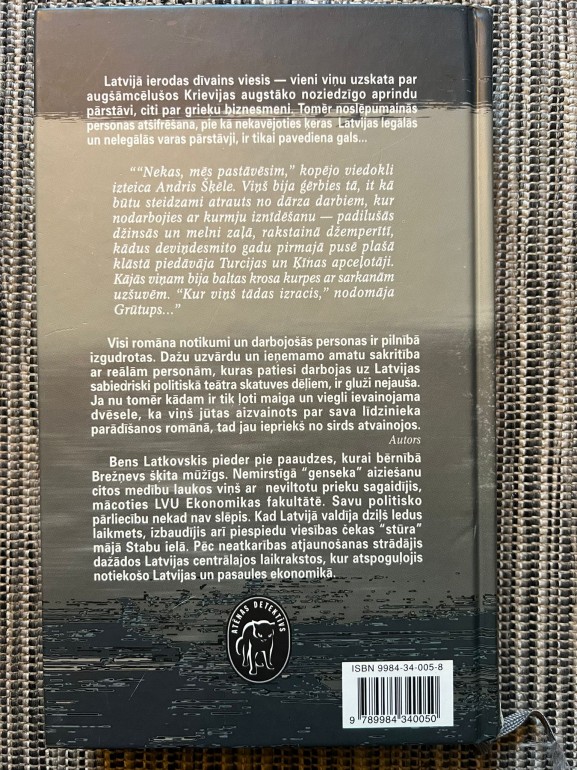 Latvijā ierodas dīvains viesis — vieni viņu uzskata par
augšāmcēlušos Krievijas augstāko noziedzīgo aprindu
pārstāvi, citi par grieķu biznesmeni. Tomēr noslēpumainās
personas atšifrēšana, pie kā nekavējoties ķeras Latvijas legālās
un nelegālās varas pārstāvji, ir tikai pavediena gals...
““Nekas, mēs pastāvēsim,” kopējo viedokli
izteica Andris Šķēle. Viņš bija ģērbies tā, it kā
būtu steidzami atrauts no dārza darbiem, kur
nodarbojies ar kurmju iznīdēšanu — padilušās
džinsās un melni zaļā, rakstainā džemperītī,
kādus deviņdesmito gadu pirmajā pusē plašā
klāstā piedāvāja Turcijas un Ķīnas apceļotāji.
Kājās viņam bija baltas krosa kurpes ar sarkanām
uzšuvēm. “Kur viņš tādas izracis,” nodomāja
Grūtups...”
Visi romāna notikumi un darbojošās personas ir pilnībā
izgudrotas. Dažu uzvārdu un ieņemamo amatu sakritība
ar reālām personām, kuras patiesi darbojas uz Latvijas
sabiedriski politiskā teātra skatuves dēļiem, ir gluži nejauša.
Ja nu tomēr kādam ir tik ļoti maiga un viegli ievainojama
dvēsele, ka viņš jūtas aizvainots par sava līdzinieka
parādīšanos romānā, tad jau iepriekš no sirds atvainojos.
Autors
Bens Latkovskis pieder pie paaudzes, kurai bērnībā
Brežņevs šķita mūžīgs. Nemirstīgā “genseka” aiziešanu
citos medību laukos viņš ar neviltotu prieku sagaidījis,
mācoties LVU Ekonomikas fakultātē. Savu politisko
pārliecību nekad nav slēpis. Kad Latvijā valdīja dziļš ledus
laikmets, izbaudījis arī piespiedu viesības čekas “stūra”
mājā Stabu ielā. Pēc neatkarības atjaunošanas strādājis
dažādos Latvijas centrālajos laikrakstos, kur atspoguļojis
notiekošo Latvijas un pasaules ekonomikā.
ATĒNAS DETEKTĪVS
ISBN 9984-34-005-8
9 789984 340050